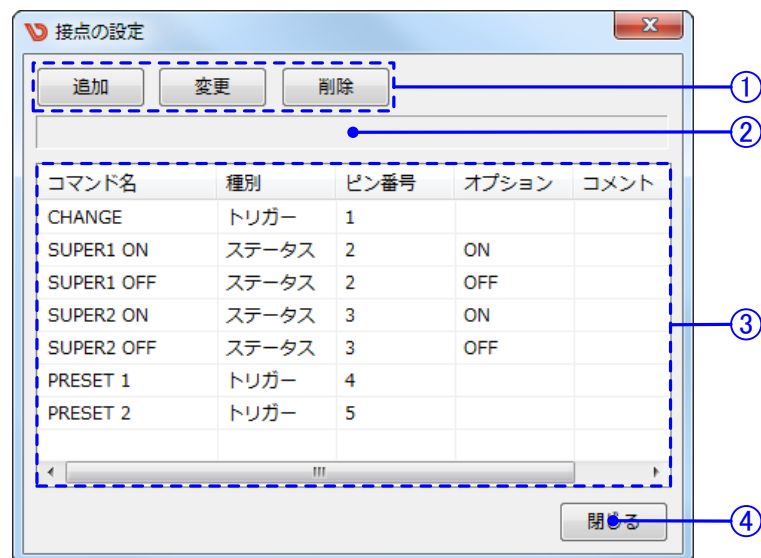 接点の設定
追加 変更 削除 ①
②
コマンド名 種別 ピン番号 オプション コメント
CHANGE トリガー 1
SUPER1 ON ステータス 2 ON
SUPER1 OFF ステータス 2 OFF
SUPER2 ON ステータス 3 ON
③
SUPER2 OFF ステータス 3 OFF
PRESET 1 トリガー 4
PRESET 2 トリガー 5
閉じる ④